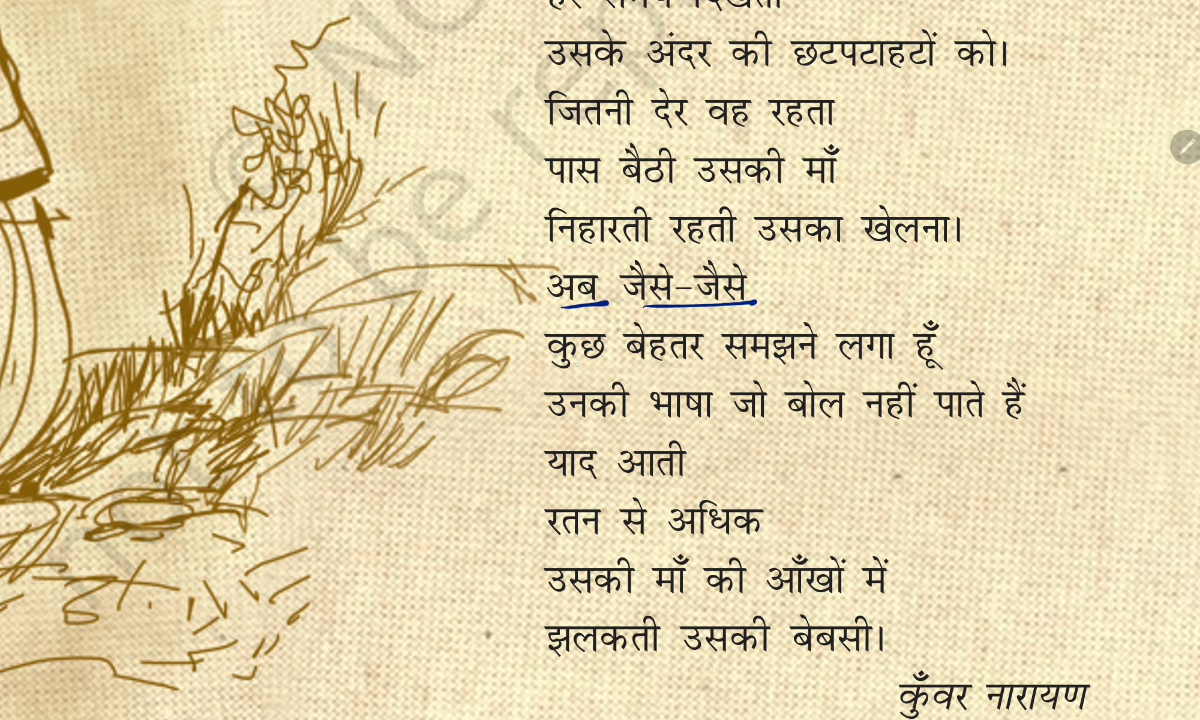 उसके अंदर की छटपटाहटों को।
जितनी देर वह रहता
पास बैठी उसकी माँ
निहारती रहती उसका खेलना।
अब जैसे-जैसे
कुछ बेहतर समझने लगा हूँ
उनकी भाषा जो बोल नहीं पाते हैं
याद आती
रतन से अधिक
उसकी माँ की आँखों में
झलकती उसकी बेबसी।
कुँवर नारायण